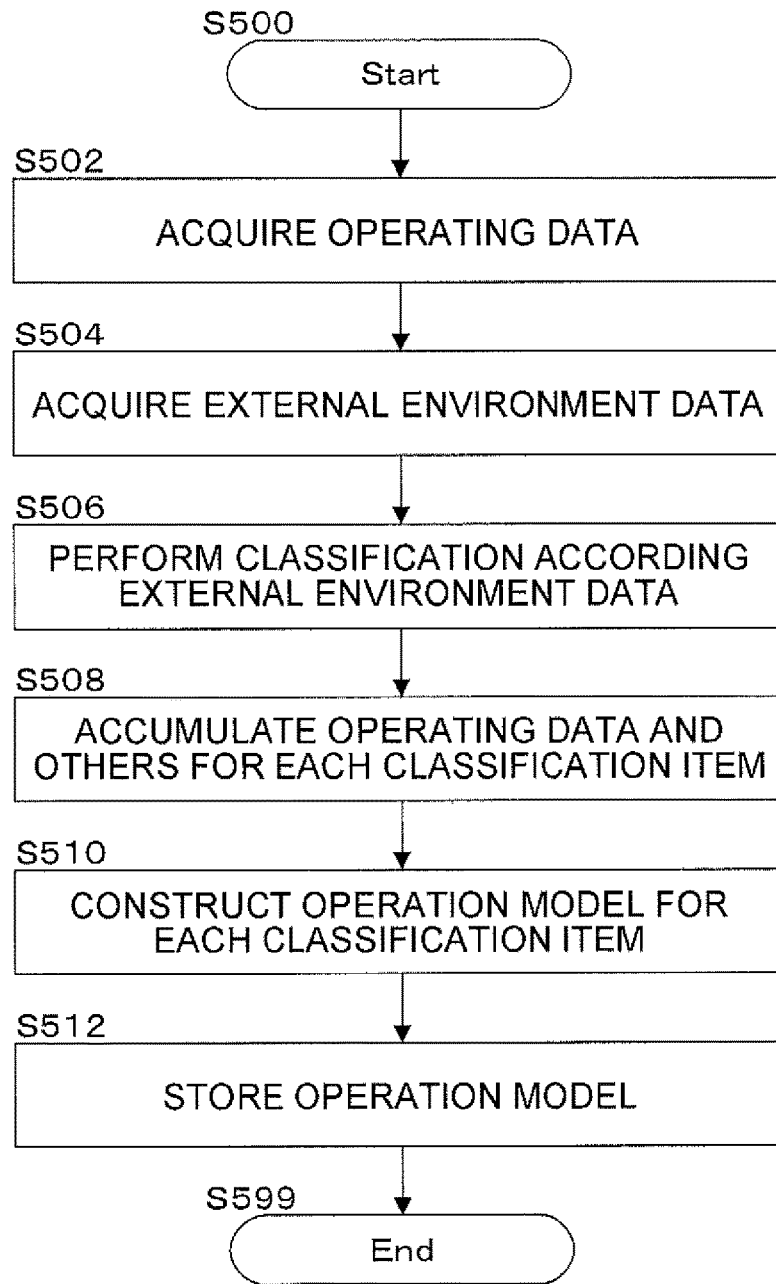 S500
Start
S502
ACQUIRE OPERATING DATA
S504
ACQUIRE EXTERNAL ENVIRONMENT DATA
S506
PERFORM CLASSIFICATION ACCORDING
EXTERNAL ENVIRONMENT DATA
S508
ACCUMULATE OPERATING DATA AND
OTHERS FOR EACH CLASSIFICATION ITEM
S510
CONSTRUCT OPERATION MODEL FOR
EACH CLASSIFICATION ITEM
S512
STORE OPERATION MODEL
S599
End